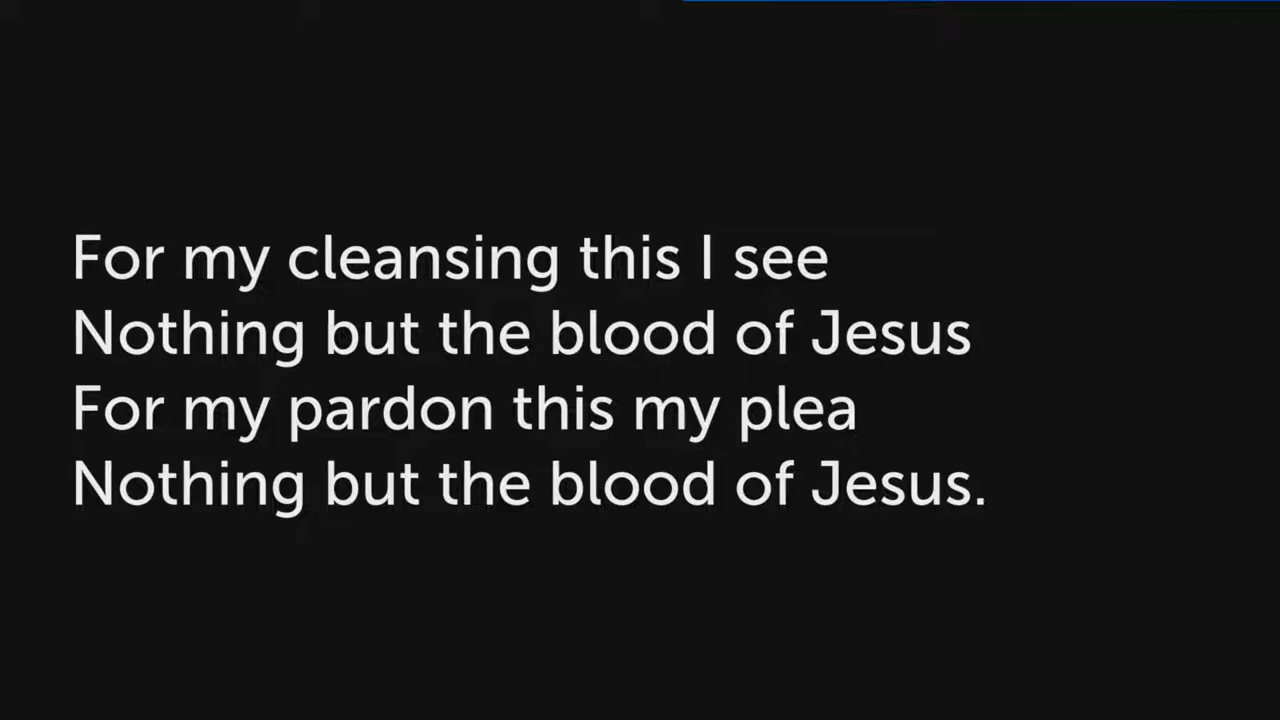 For my cleansing this I see
Nothing but the blood of Jesus
For my pardon this my plea
Nothing but the blood of Jesus.